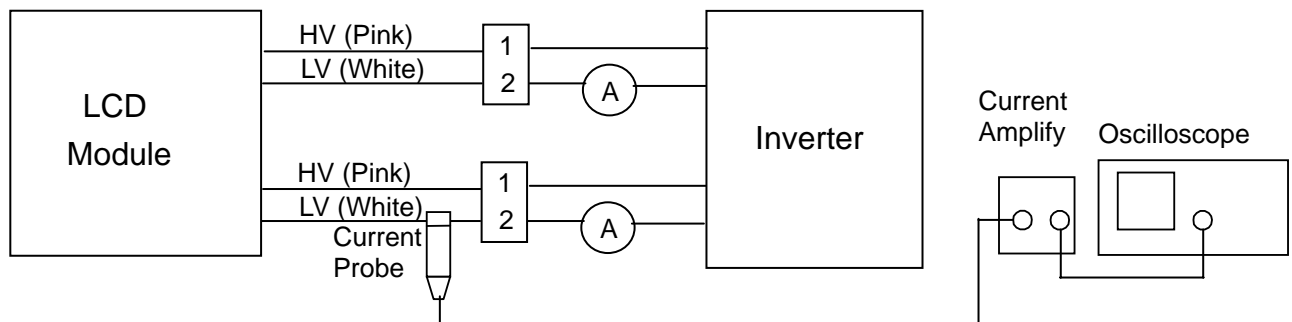 HV (Pink)
LV (White)
1
2
A
LCD
Module
Inverter
HV (Pink)
LV (White)
1
2
A
Current
Probe
Current
Amplify
Oscilloscope